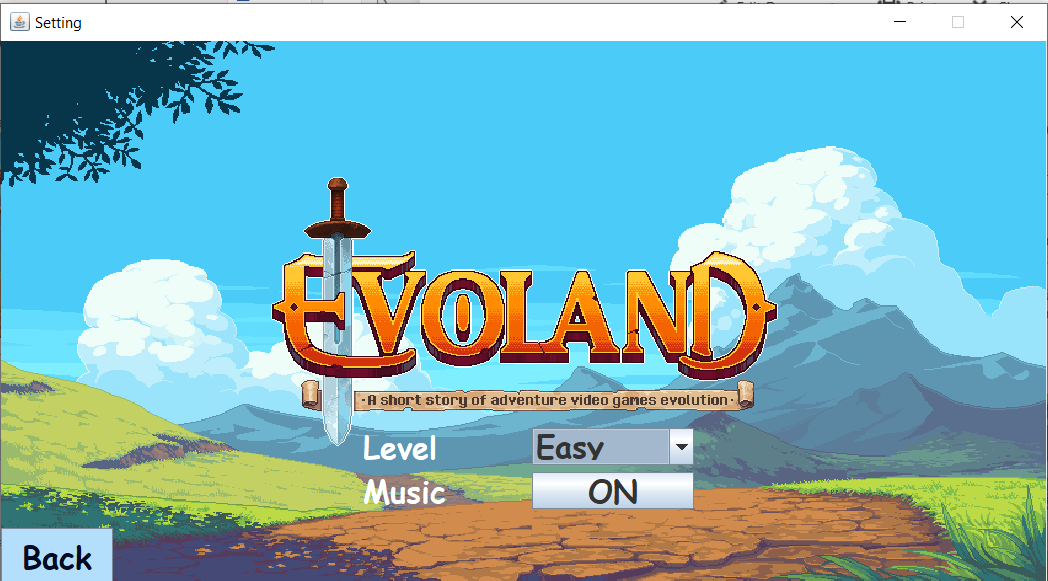 Setting
EVOLAND
·A short story of adventure video games evolution·
Level
Easy
Music
ON
Back